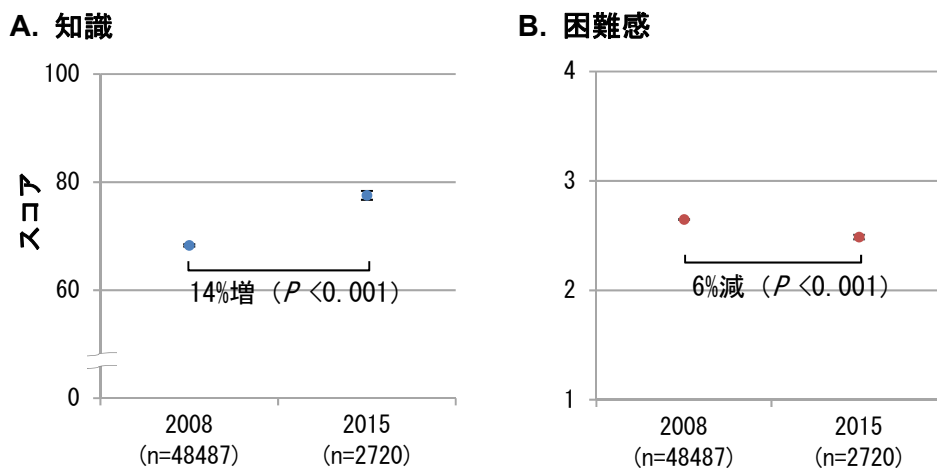 A. 知識
100
80
60
0
スコア
14%増（P <0.001）
2008
(n=48487)
2015
(n=2720)
B. 困難感
4
3
2
1
6%減（P <0.001）
2008
(n=48487)
2015
(n=2720)